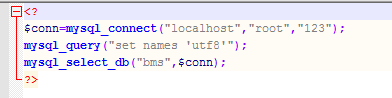 <?
$conn=mysql_connect("localhost","root","123");
mysql_query("set names 'utf8'");
mysql_select_db("bms",$conn);
?>